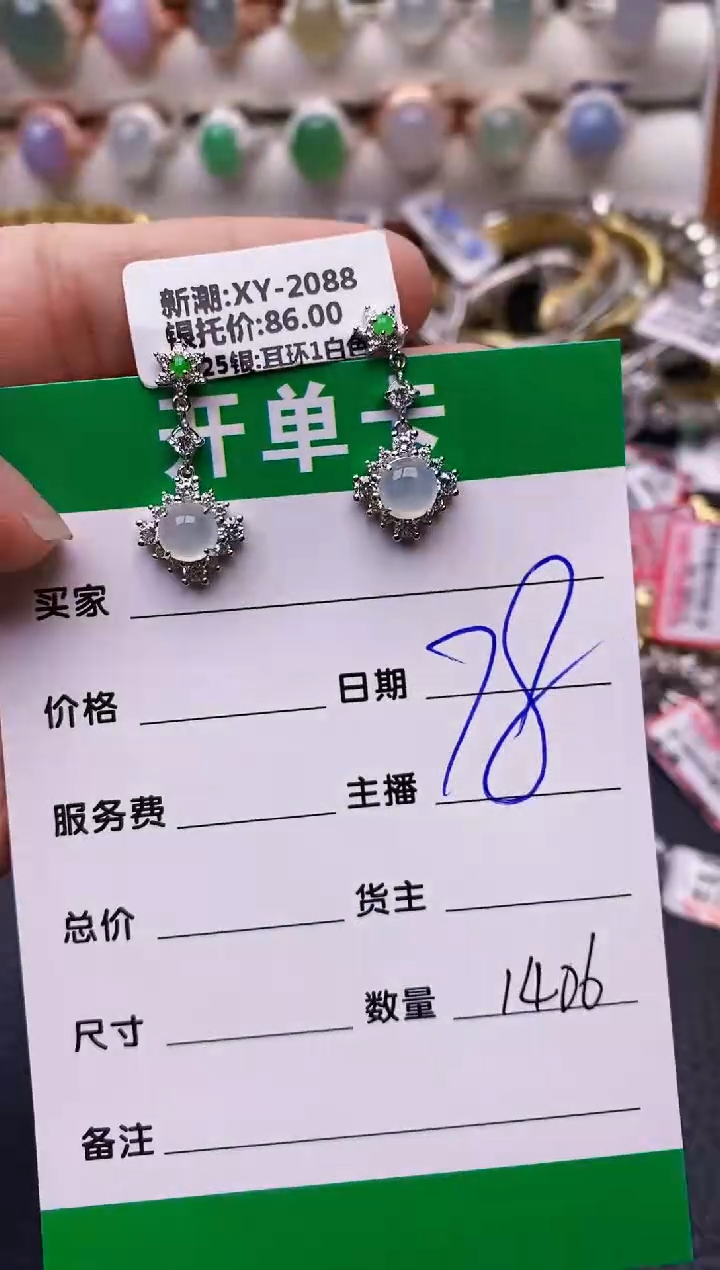 新潮:XY-2088
银托价:86.00
25银:耳环1白色
开单卡
买家
价格 日期
78
服务费 主播
总价 货主
尺寸 数量 1406
备注